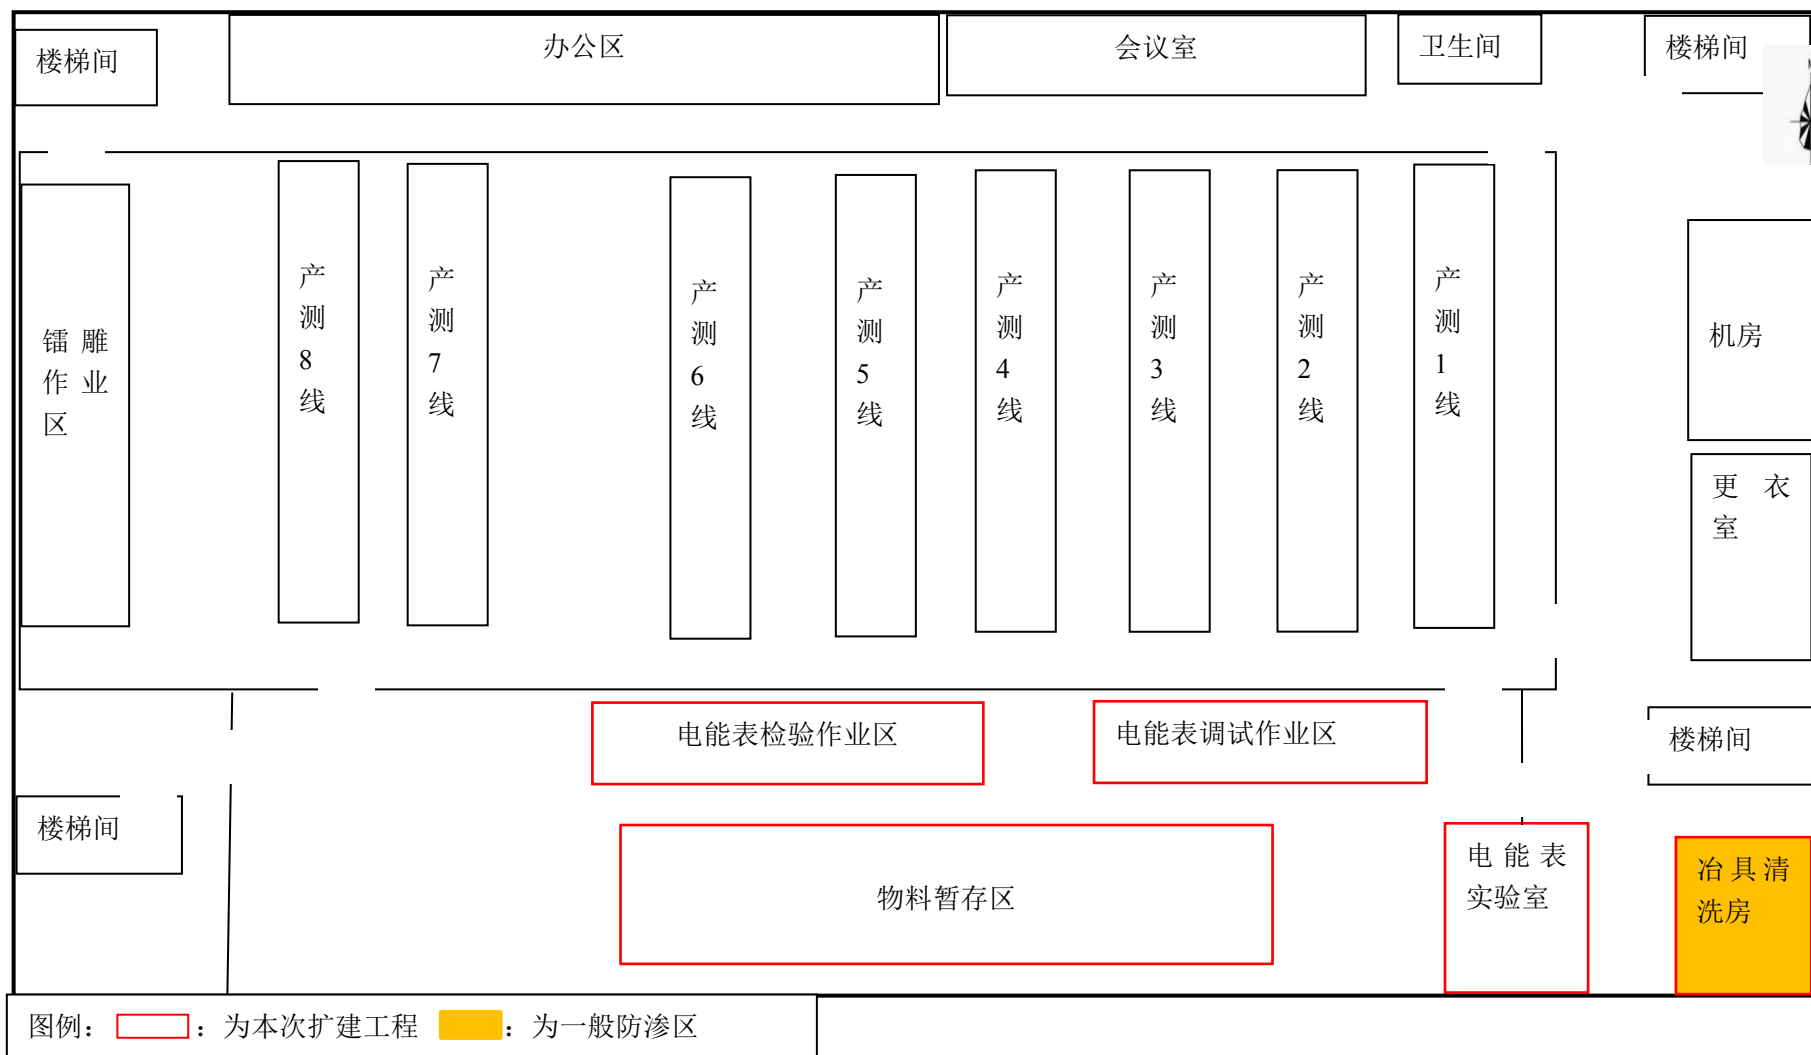 楼梯间
办公区
会议室
卫生间
楼梯间
镭雕
作业
区
产
测
8
线
产
测
7
线
产
测
6
线
产
测
5
线
产
测
4
线
产
测
3
线
产
测
2
线
产
测
1
线
机房
更衣
室
电能表检验作业区
电能表调试作业区
楼梯间
楼梯间
物料暂存区
电能表
实验室
冶具清
洗房
图例：：为本次扩建工程：为一般防渗区